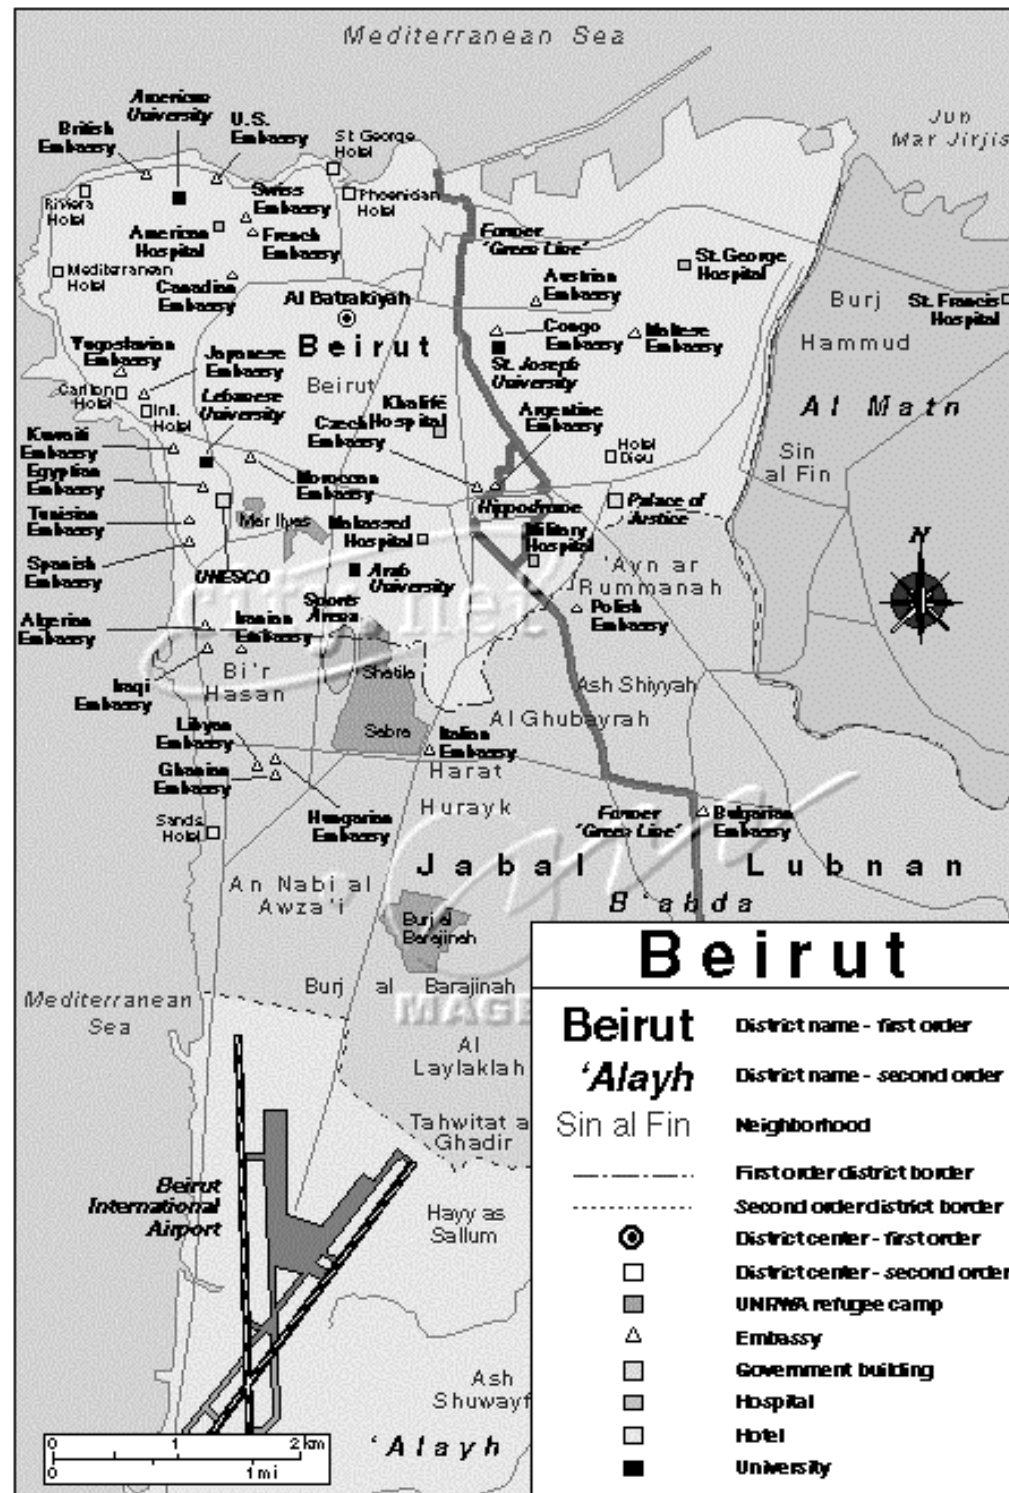 Mediterranean Sea
Jun
Mar Jirjis
American
University
British
Embassy
U.S.
Embassy
St. George
Hotel
Swiss
Embassy
Phoenician
Hotel
Riviera
Hotel
American
Hospital
French
Embassy
Former
'Green Line'
St. George
Hospital
Mediterranean
Hotel
Canadian
Embassy
Al Batrakiyah
Austrian
Embassy
Burj
Hammud
St. Francis
Hospital
Beirut
Congo
Embassy
Maltese
Embassy
Yugoslavian
Embassy
Japanese
Embassy
St. Joseph
University
Beirut
Carlton
Hotel
Int'l.
Hotel
Lebanese
University
Khalifé
Hospital
Czech
Embassy
Argentine
Embassy
Al Matn
Kuwaiti
Embassy
Hotel
Dieu
Sin
al Fin
Egyptian
Embassy
Moroccan
Embassy
Hippodrome
Palace of
Justice
Tunisian
Embassy
Mar Ilyas
Makassed
Hospital
Military
Hospital
N
Spanish
Embassy
UNESCO
Arab
University
'Ayn ar
Rummanah
city.net
Sports
Arena
Polish
Embassy
Algerian
Embassy
Iranian
Embassy
Bi'r
Hasan
Shatila
Ash Shiyyah
Iraqi
Embassy
Al Ghubayrah
Libyan
Embassy
Sabra
Italian
Embassy
Ghanian
Embassy
Harat
Hurayk
Sands
Hotel
Hungarian
Embassy
Former
'Green Line'
Bulgarian
Embassy
Jabal Lubnan
An Nabi al
Awza'i
B'abda
Burj al
Barajinah
Burj al Barajinah
Mediterranean
Sea
MAGE
Al
Laylaklah
Tahwitat a
Ghadir
Beirut
International
Airport
Hayy as
Sallum
Ash
Shuwayf
'Alayh
0 1 2 km
0 1 mi
Beirut
Beirut District name - first order
'Alayh District name - second order
Sin al Fin Neighborhood
First order district border
Second order district border
District center - first order
District center - second order
UNRWA refugee camp
Embassy
Government building
Hospital
Hotel
University